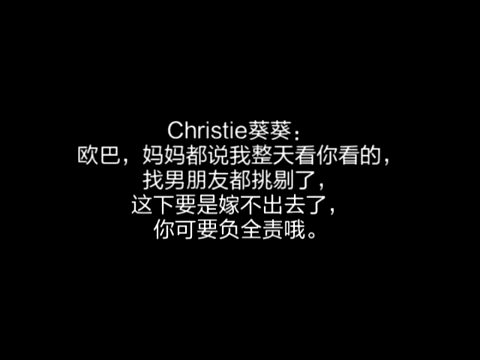 Christie葵葵：
欧巴，妈妈都说我整天看你看的，
找男朋友都挑剔了，
这下要是嫁不出去了，
你可要负全责哦。